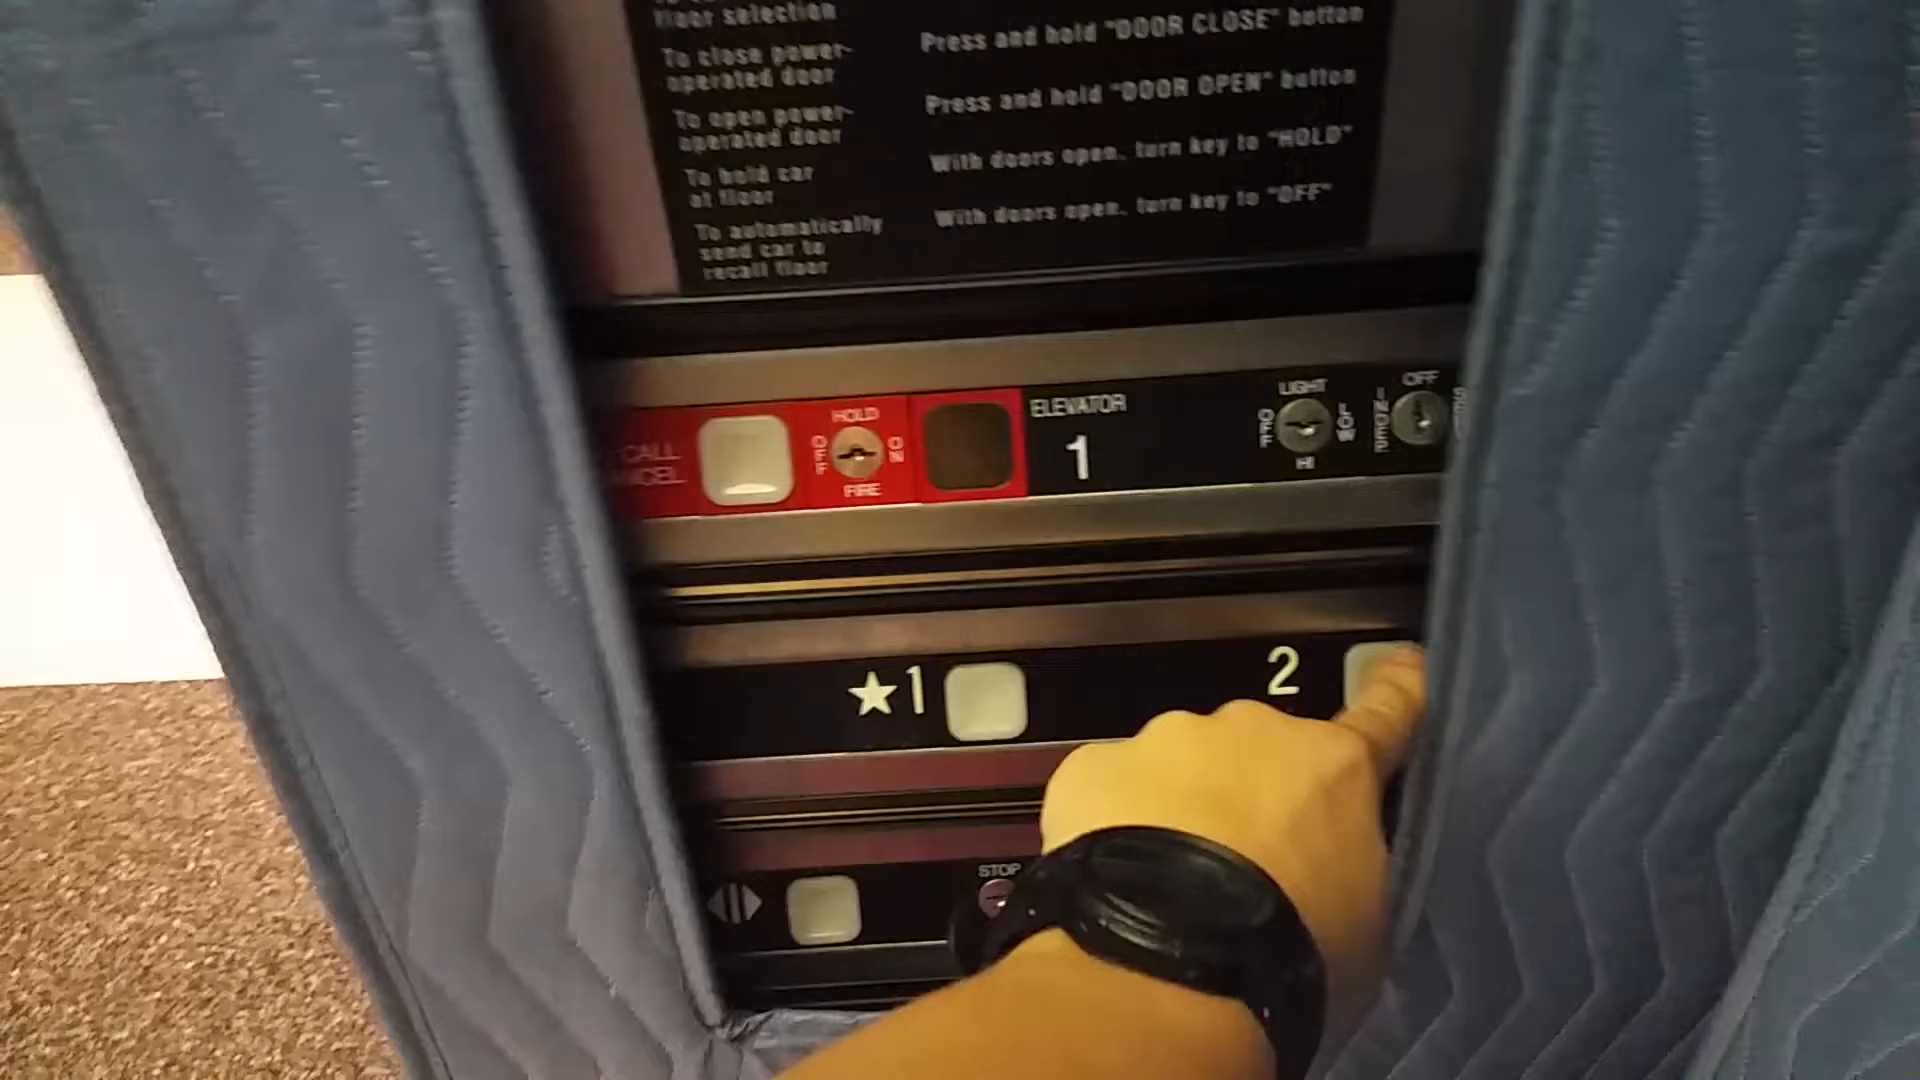 floor selection
To close power-
operated door
Press and hold "DOOR CLOSE" button
To open power-
operated door
Press and hold "DOOR OPEN" button
To hold car
at floor
With doors open, turn key to "HOLD"
To automatically
send car to
recall floor
With doors open, turn key to "OFF"
CALL
HOLD
OFF
ON
FIRE
ELEVATOR
1
LIGHT
OFF
LOW
HI
OFF
★1
2
STOP